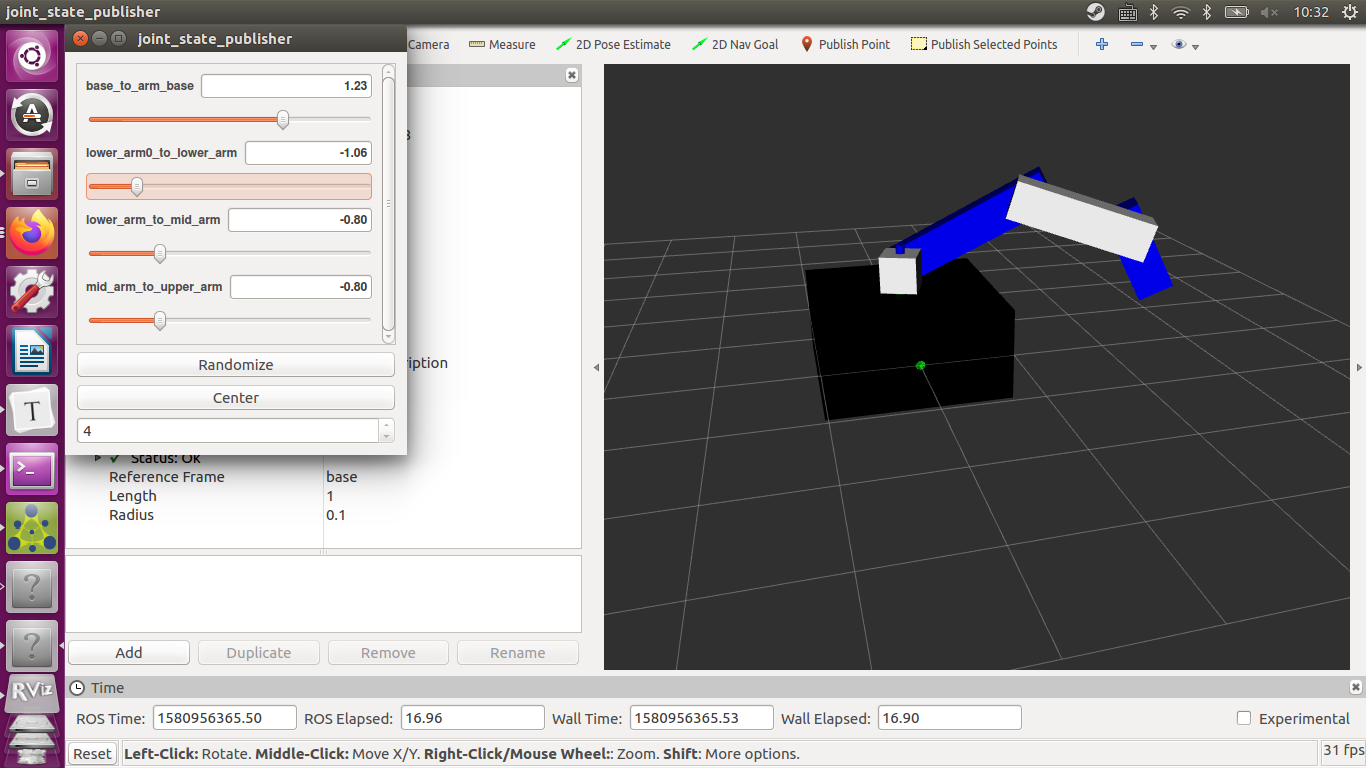 joint_state_publisher
10:32
joint_state_publisher
Camera Measure 2D Pose Estimate 2D Nav Goal Publish Point Publish Selected Points
base_to_arm_base 1.23
lower_arm0_to_lower_arm -1.06
lower_arm_to_mid_arm -0.80
mid_arm_to_upper_arm -0.80
Randomize
ription
Center
4
Status: Ok
Reference Frame base
Length 1
Radius 0.1
Add Duplicate Remove Rename
Time
ROS Time: 1580956365.50 ROS Elapsed: 16.96 Wall Time: 1580956365.53 Wall Elapsed: 16.90 Experimental
Reset Left-Click: Rotate. Middle-Click: Move X/Y. Right-Click/Mouse Wheel:: Zoom. Shift: More options. 31 fps
A
T
>_
?
?
RViz